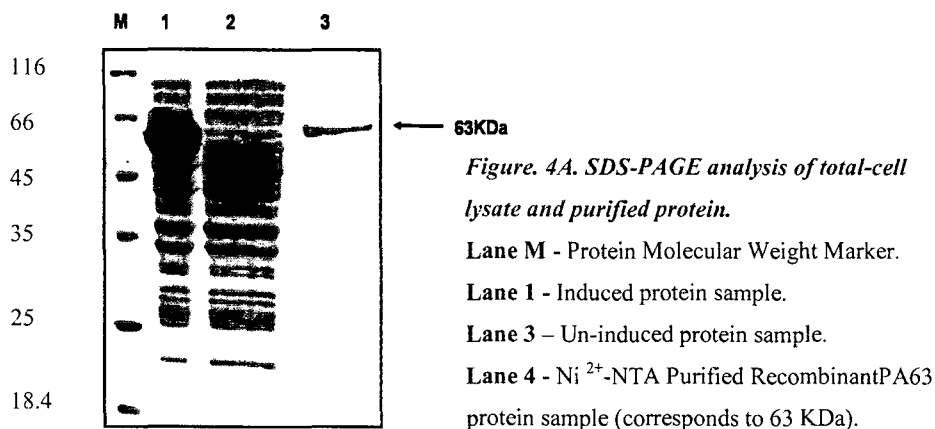 M 1 2 3
116
66
45
35
25
18.4
63KDa
Figure. 4A. SDS-PAGE analysis of total-cell
lysate and purified protein.
Lane M - Protein Molecular Weight Marker.
Lane 1 - Induced protein sample.
Lane 3 – Un-induced protein sample.
Lane 4 - Ni 2+-NTA Purified RecombinantPA63
protein sample (corresponds to 63 KDa).